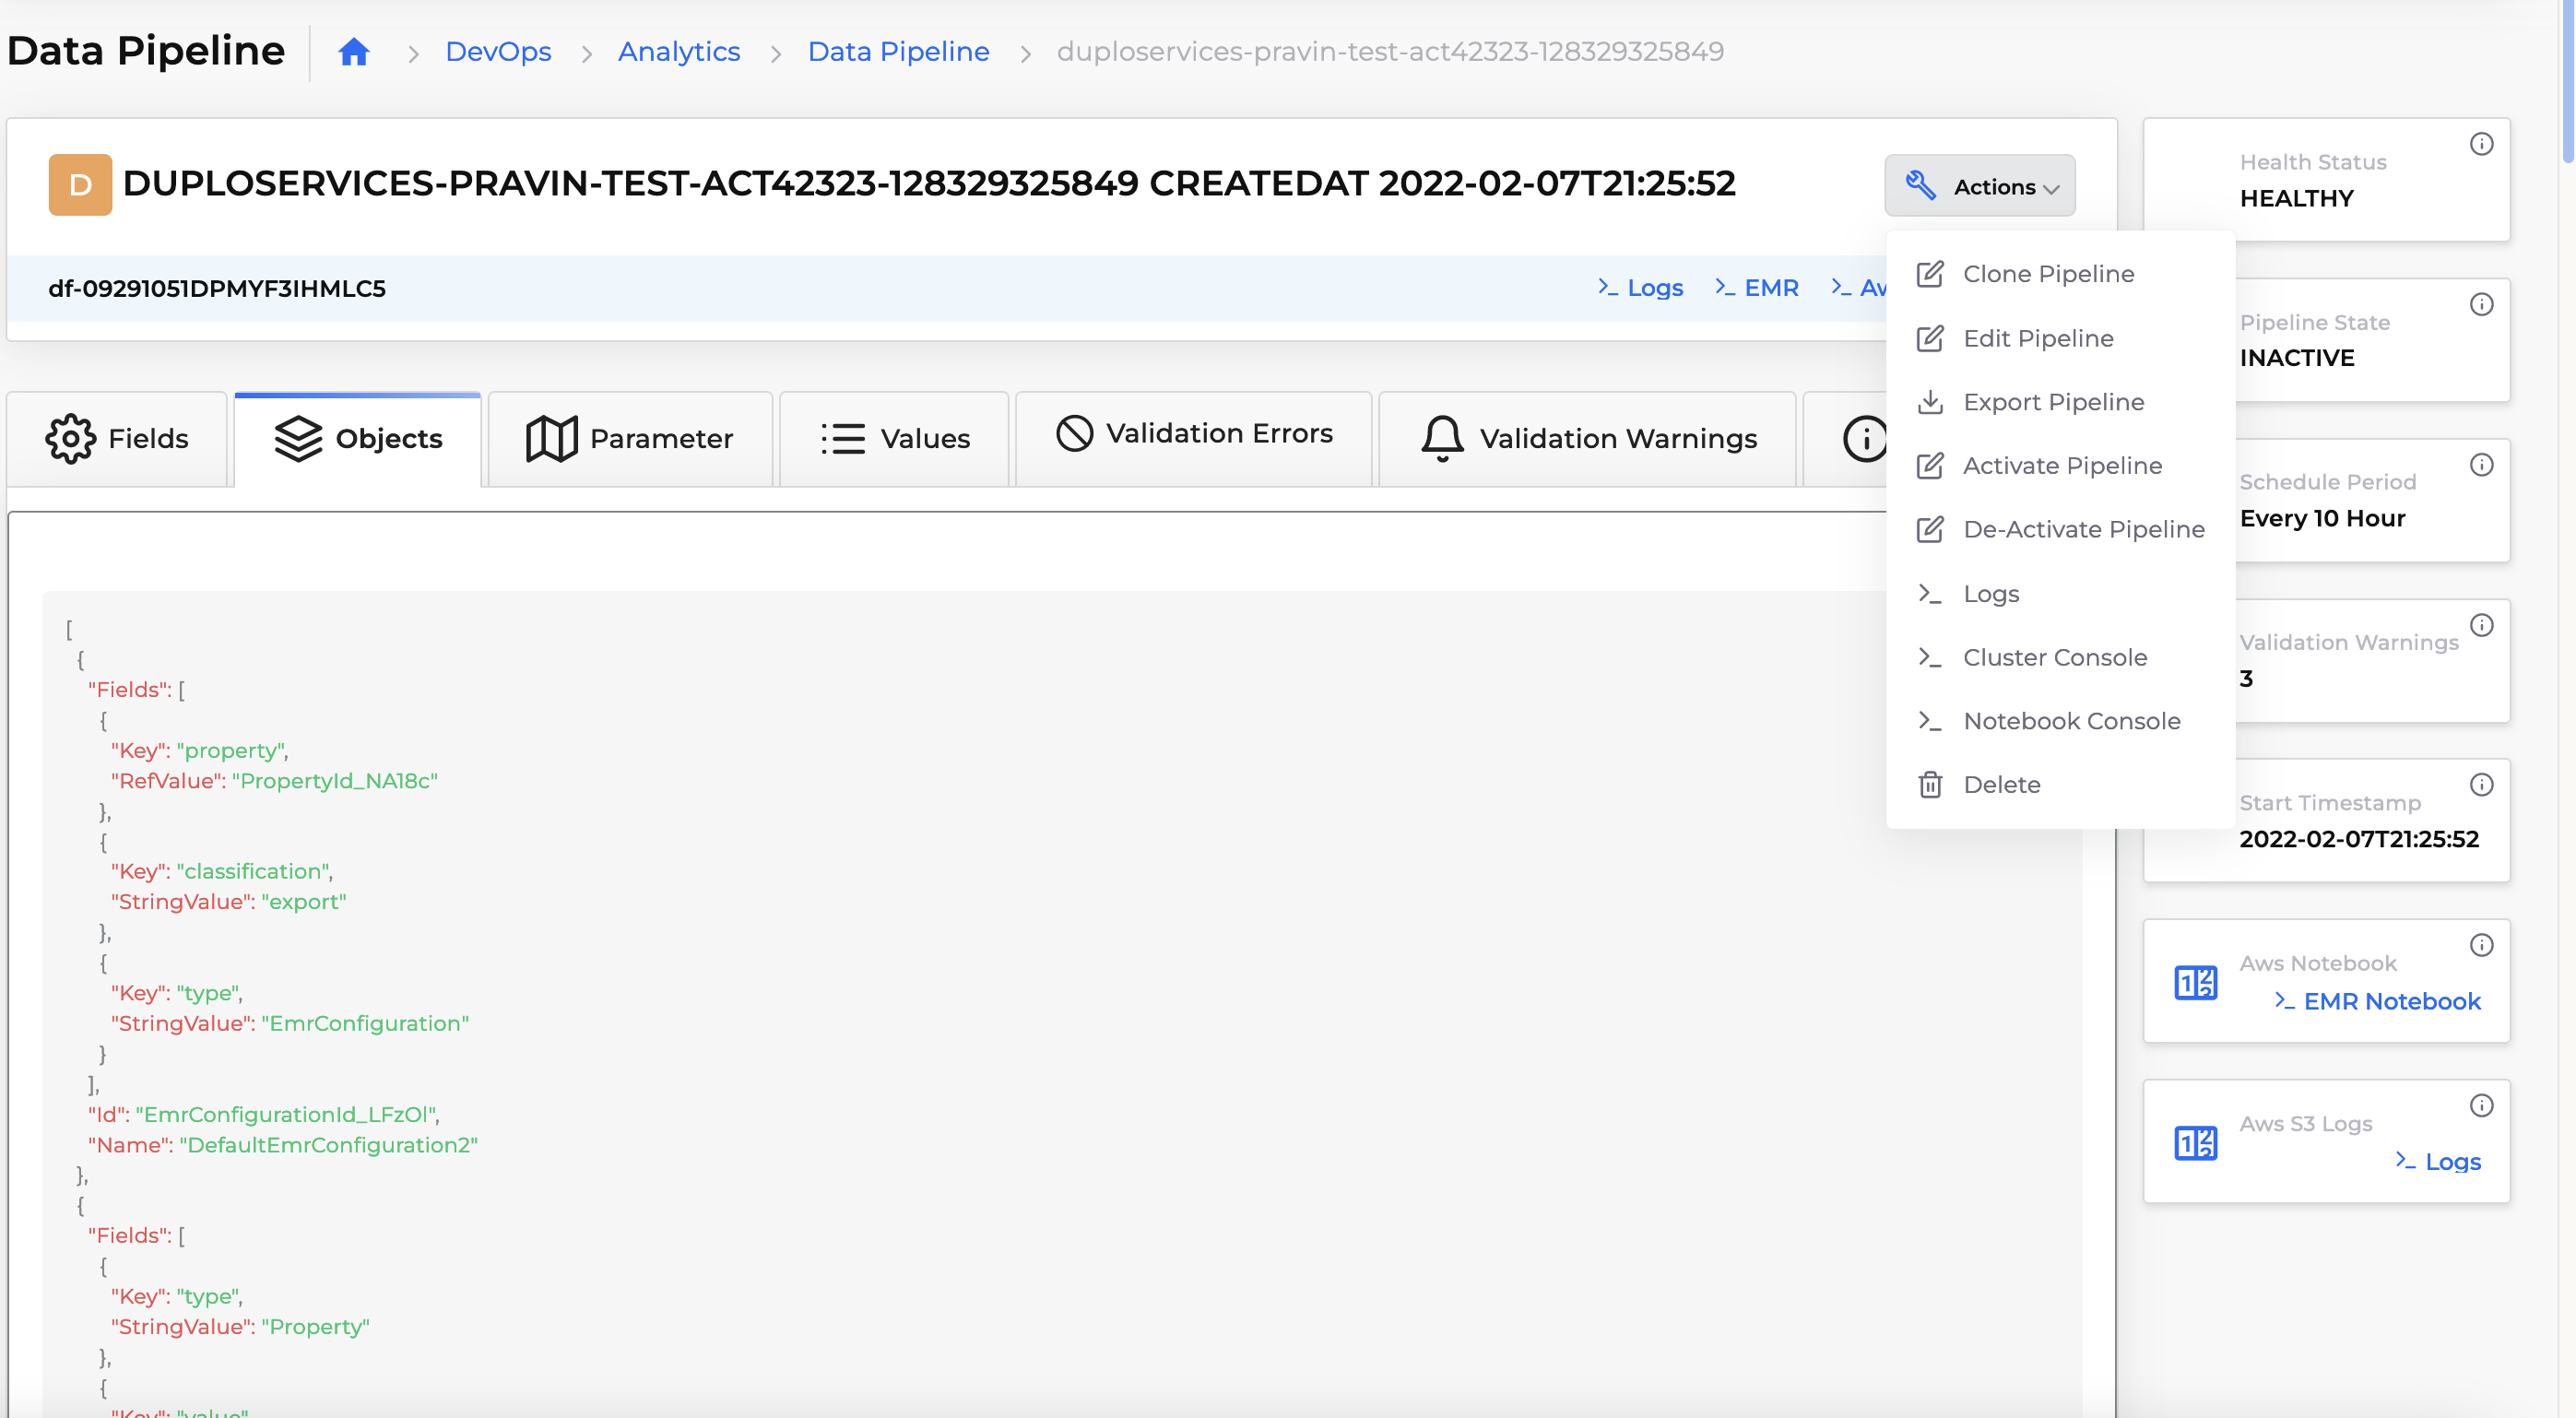 Data Pipeline
DevOps
Analytics
Data Pipeline
duploservices-pravin-test-act42323-128329325849
D
DUPLOSERVICES-PRAVIN-TEST-ACT42323-128329325849 CREATEDAT 2022-02-07T21:25:52
Actions
df-09291051DPMYF3IHMLC5
>_ Logs
>_ EMR
>_
Clone Pipeline
Edit Pipeline
Export Pipeline
Activate Pipeline
De-Activate Pipeline
>_ Logs
>_ Cluster Console
>_ Notebook Console
Delete
Fields
Objects
Parameter
Values
Validation Errors
Validation Warnings
[
{
"Fields": [
{
"Key": "property",
"RefValue": "PropertyId_NA18c"
},
{
"Key": "classification",
"StringValue": "export"
},
{
"Key": "type",
"StringValue": "EmrConfiguration"
}
],
"Id": "EmrConfigurationId_LFzOl",
"Name": "DefaultEmrConfiguration2"
},
{
"Fields": [
{
"Key": "type",
"StringValue": "Property"
},
{
"Key": "value"
Health Status
HEALTHY
Pipeline State
INACTIVE
Schedule Period
Every 10 Hour
Validation Warnings
3
Start Timestamp
2022-02-07T21:25:52
Aws Notebook
>_ EMR Notebook
Aws S3 Logs
>_ Logs